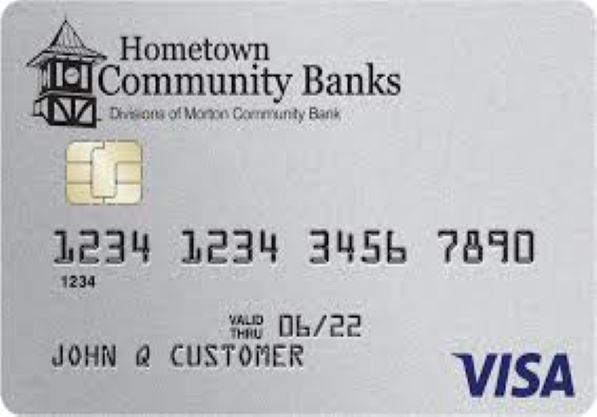 Hometown
Community Banks
Divisions of Morton Community Bank
1234 1234 3456 7890
1234
VALID THRU 06/22
JOHN Q CUSTOMER
VISA